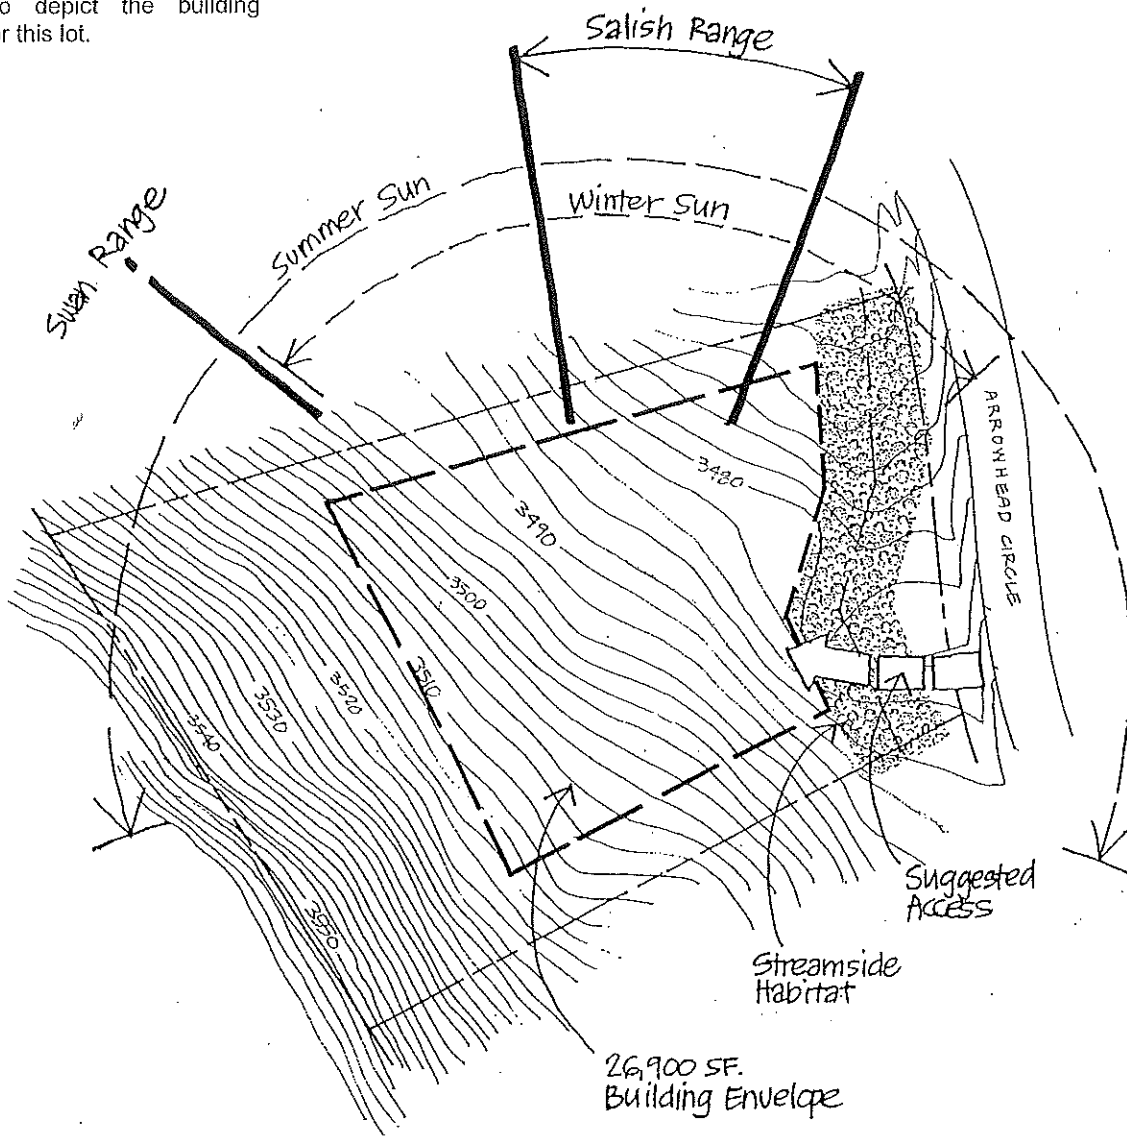 o depict the building
r this lot.
Salish Range
Summer Sun
Winter Sun
Swan Range
ARROWHEAD CIRCLE
3480
3490
3500
3510
3520
3530
3540
3550
Suggested
Access
Streamside
Habitat
26,900 SF.
Building Envelope